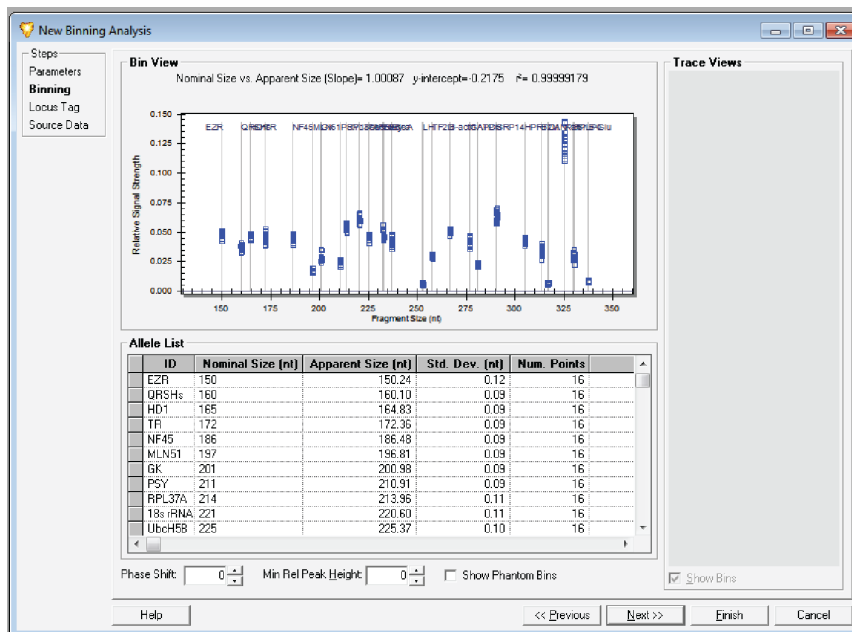 New Binning Analysis
Steps
Parameters
Binning
Locus Tag
Source Data
Bin View
Nominal Size vs. Apparent Size (Slope)= 1.00087 y-intercept=-0.2175 r²= 0.99999179
EZR
Relative Signal Strength
0.150
0.125
0.100
0.075
0.050
0.025
0.000
150 175 200 225 250 275 300 325 350
Fragment Size (nt)
Trace Views
Allele List
ID Nominal Size (nt) Apparent Size (nt) Std. Dev. (nt) Num. Points
EZR 150 150.24 0.12 16
QRSHs 160 160.10 0.09 16
HD1 165 164.83 0.09 16
TR 172 172.36 0.09 16
NF45 186 186.48 0.09 16
MLN51 197 196.81 0.09 16
GK 201 200.98 0.09 16
PSY 211 210.91 0.09 16
RPL37A 214 213.96 0.11 16
18s rRNA 221 220.60 0.11 16
UbcH5B 225 225.37 0.10 16
Phase Shift: 0 Min Rel Peak Height: 0 Show Phantom Bins
Show Bins
Help << Previous Next >> Finish Cancel